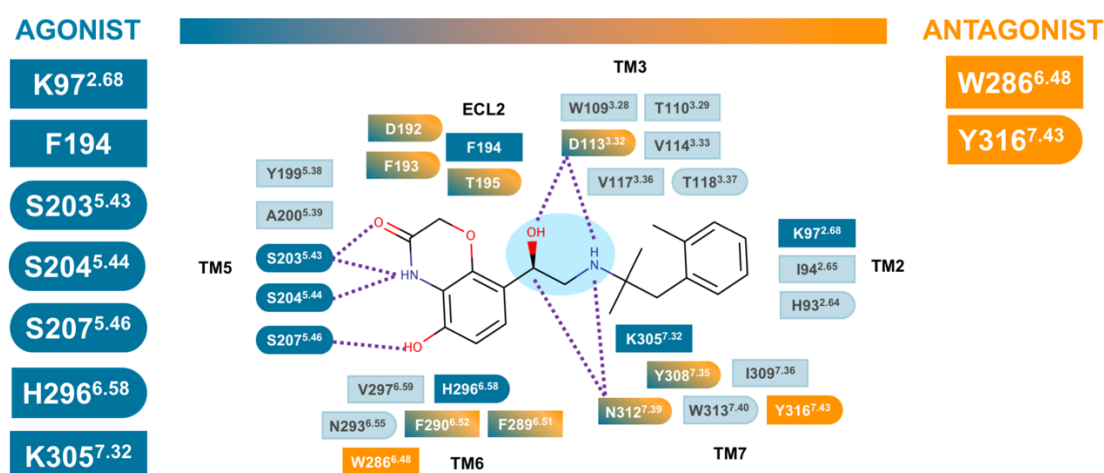 AGONIST
ANTAGONIST
K97^2.68
F194
S203^5.43
S204^5.44
S207^5.46
H296^6.58
K305^7.32
W286^6.48
Y316^7.43
TM3
W109^3.28 T110^3.29
D113^3.32 V114^3.33
V117^3.36 T118^3.37
ECL2
D192
F194
F193
T195
Y199^5.38
A200^5.39
TM5
S203^5.43
S204^5.44
S207^5.46
O
O
HN
HO
OH
H
N
K97^2.68
I94^2.65
H93^2.64
TM2
K305^7.32
Y308^7.35 I309^7.36
N312^7.39 W313^7.40 Y316^7.43
TM7
V297^6.59 H296^6.58
N293^6.55 F290^6.52 F289^6.51
W286^6.48
TM6